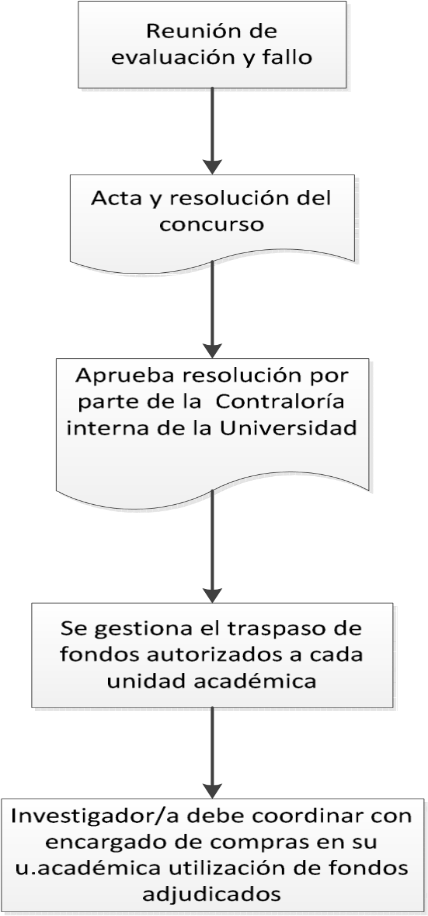 Reunión de
evaluación y fallo
Acta y resolución del
concurso
Aprueba resolución por
parte de la Contraloría
interna de la Universidad
Se gestiona el traspaso de
fondos autorizados a cada
unidad académica
Investigador/a debe coordinar con
encargado de compras en su
u.académica utilización de fondos
adjudicados